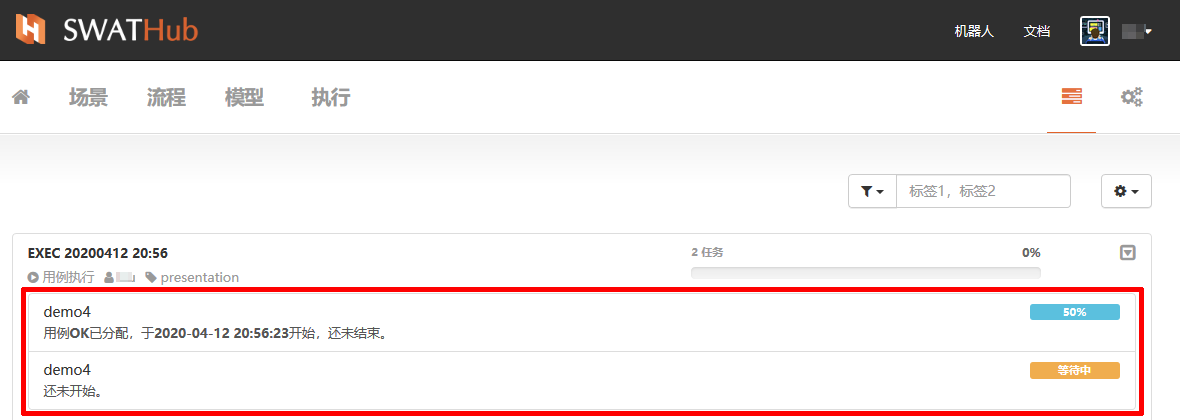 SWATHub
机器人 文档
场景 流程 模型 执行
标签1，标签2
EXEC 20200412 20:56 2 任务 0%
用例执行 presentation
demo4 50%
用例OK已分配，于2020-04-12 20:56:23开始，还未结束。
demo4 等待中
还未开始。